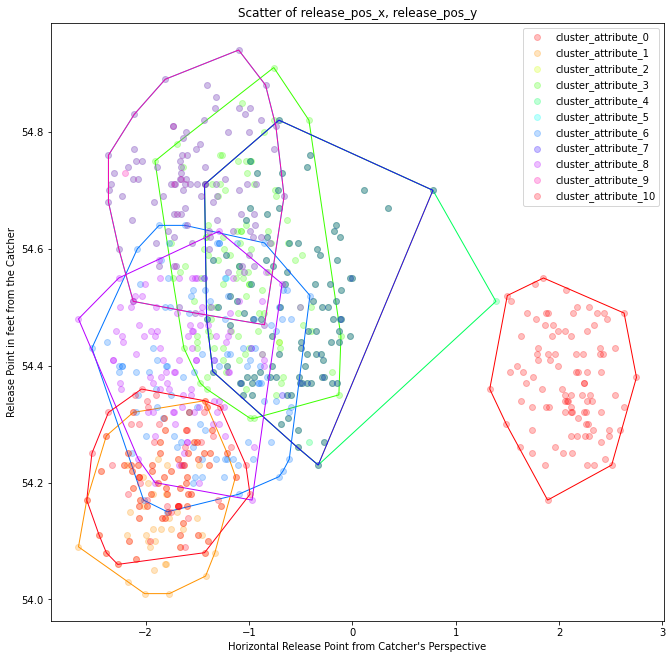 Scatter of release_pos_x, release_pos_y
cluster_attribute_0
cluster_attribute_1
cluster_attribute_2
cluster_attribute_3
cluster_attribute_4
cluster_attribute_5
cluster_attribute_6
cluster_attribute_7
cluster_attribute_8
cluster_attribute_9
cluster_attribute_10
Release Point in feet from the Catcher
54.8
54.6
54.4
54.2
54.0
−2 −1 0 1 2 3
Horizontal Release Point from Catcher's Perspective